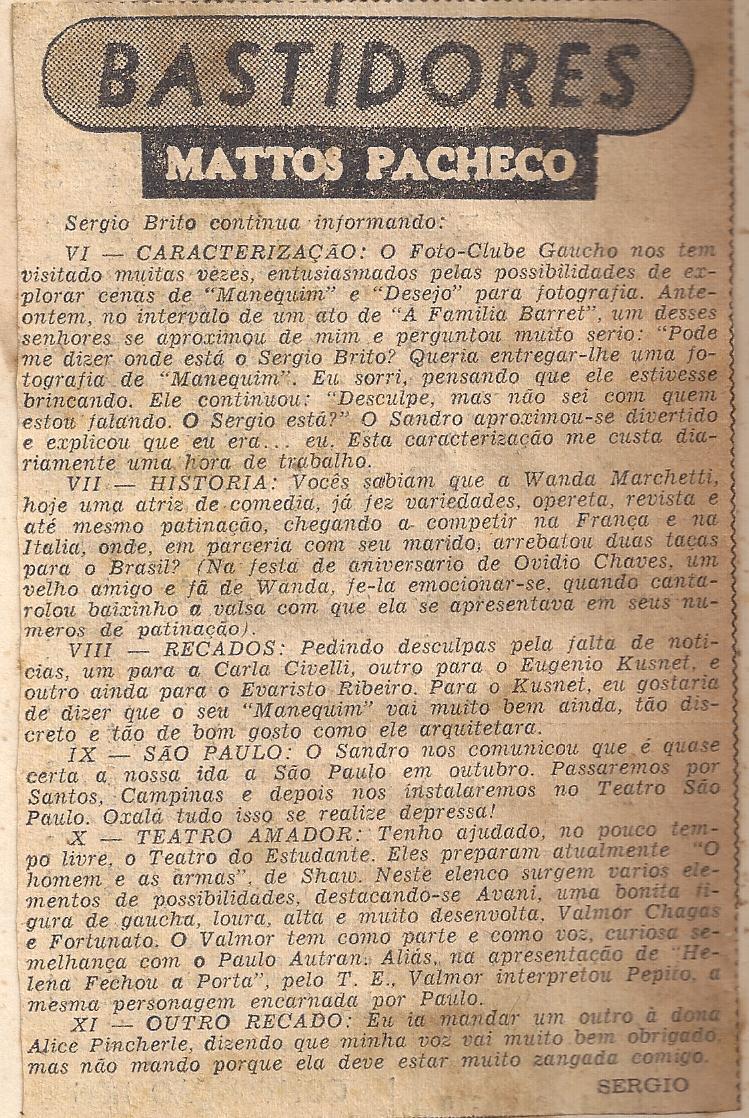 BASTIDORES
MATTOS PACHECO
Sergio Brito continua informando:
VI — CARACTERIZAÇÃO: O Foto-Clube Gaucho nos tem
visitado muitas vezes, entusiasmados pelas possibilidades de ex-
plorar cenas de "Manequim" e "Desejo" para fotografia. Ante-
ontem, no intervalo de um ato de "A Familia Barret", um desses
senhores se aproximou de mim e perguntou muito serio: "Pode
me dizer onde está o Sergio Brito? Queria entregar-lhe uma fo-
tografia de "Manequim". Eu sorri, pensando que ele estivesse
brincando. Ele continuou: "Desculpe, mas não sei com quem
estou falando. O Sergio está?" O Sandro aproximou-se divertido
e explicou que eu era... eu. Esta caracterização me custa dia-
riamente uma hora de trabalho.
VII — HISTORIA: Vocês sabiam que a Wanda Marchetti,
hoje uma atriz de comedia, já fez variedades, opereta, revista e
até mesmo patinação, chegando a competir na França e na
Italia, onde, em parceria com seu marido, arrebatou duas taças
para o Brasil? (Na festa de aniversario de Ovidio Chaves, um
velho amigo e fã de Wanda, fe-la emocionar-se, quando canta-
rolou baixinho a valsa com que ela se apresentava em seus nu-
meros de patinação).
VIII — RECADOS: Pedindo desculpas pela falta de noti-
cias, um para a Carla Civelli, outro para o Eugenio Kusnet, e
outro ainda para o Evaristo Ribeiro. Para o Kusnet, eu gostaria
de dizer que o seu "Manequim" vai muito bem ainda, tão dis-
creto e tão de bom gosto como ele arquitetara.
IX — SÃO PAULO: O Sandro nos comunicou que é quase
certa a nossa ida a São Paulo em outubro. Passaremos por
Santos, Campinas e depois nos instalaremos no Teatro São
Paulo. Oxalá tudo isso se realize depressa!
X — TEATRO AMADOR: Tenho ajudado, no pouco tem-
po livre, o Teatro do Estudante. Eles preparam atualmente "O
homem e as armas", de Shaw. Neste elenco surgem varios ele-
mentos de possibilidades, destacando-se Avani, uma bonita fi-
gura de gaucha, loura, alta e muito desenvolta, Valmor Chagas
e Fortunato. O Valmor tem como parte e como voz, curiosa se-
melhança com o Paulo Autran. Aliás, na apresentação de "He-
lena Fechou a Porta", pelo T. E., Valmor interpretou Pepito, a
mesma personagem encarnada por Paulo.
XI — OUTRO RECADO: Eu ia mandar um outro à dona
Alice Pincherle, dizendo que minha voz vai muito bem obrigado,
mas não mando porque ela deve estar muito zangada comigo.
SERGIO